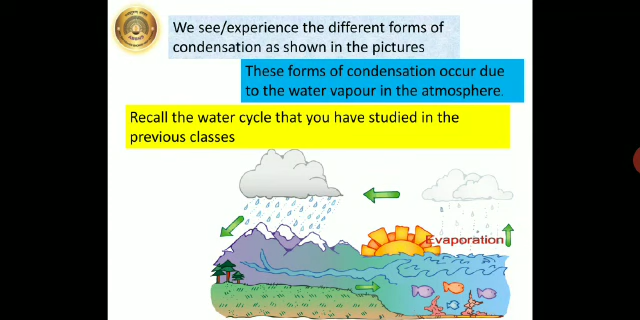 We see/experience the different forms of
condensation as shown in the pictures
These forms of condensation occur due
to the water vapour in the atmosphere.
Recall the water cycle that you have studied in the
previous classes
Evaporation